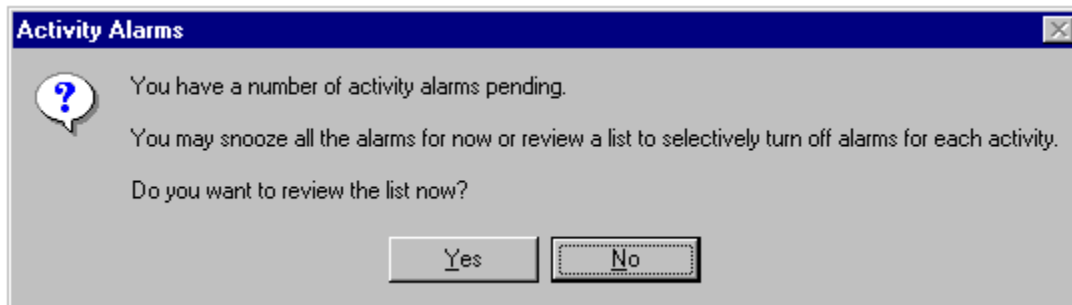 Activity Alarms
You have a number of activity alarms pending.
You may snooze all the alarms for now or review a list to selectively turn off alarms for each activity.
Do you want to review the list now?
Yes No